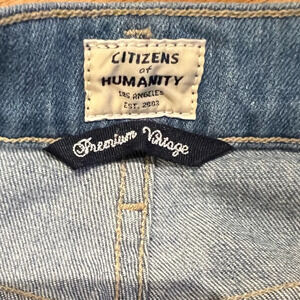 CITIZENS
of
HUMANITY
LOS ANGELES
EST. 2003
Premium Vintage